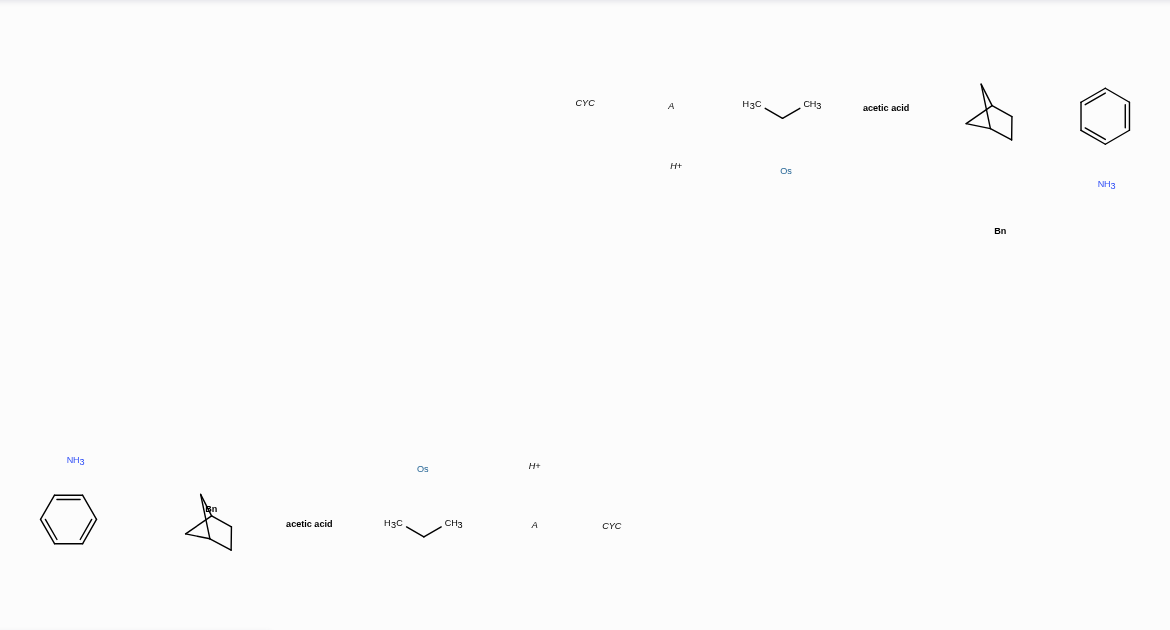 CYC A H3C CH3 acetic acid
H+ Os NH3
Bn
NH3 Os H+
Bn
acetic acid H3C CH3 A CYC